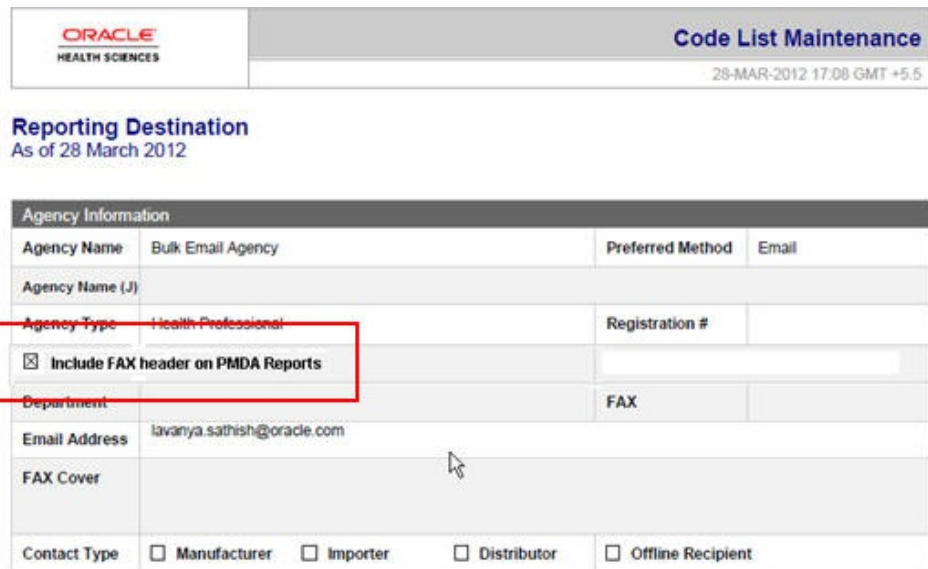 ORACLE
HEALTH SCIENCES
Code List Maintenance
28-MAR-2012 17:08 GMT +5.5
Reporting Destination
As of 28 March 2012
Agency Information
Agency Name Bulk Email Agency Preferred Method Email
Agency Name (J)
Agency Type Health Professional Registration #
Include FAX header on PMDA Reports
Department FAX
Email Address lavanya.sathish@oracle.com
FAX Cover
Contact Type Manufacturer Importer Distributor Offline Recipient